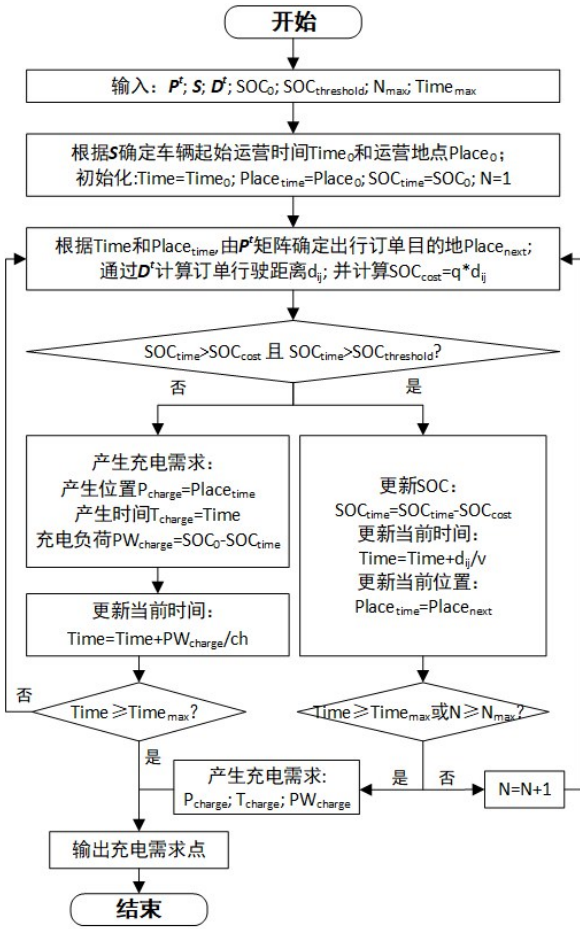 开始
输入：P^t; S; D^t; SOC_0; SOC_threshold; N_max; Time_max
根据S确定车辆起始运营时间Time_0和运营地点Place_0；
初始化:Time=Time_0; Place_time=Place_0; SOC_time=SOC_0; N=1
根据Time和Place_time,由P^t矩阵确定出行订单目的地Place_next;
通过D^t计算订单行驶距离d_ij; 并计算SOC_cost=q*d_ij
SOC_time>SOC_cost 且 SOC_time>SOC_threshold?
否
是
产生充电需求：
产生位置P_charge=Place_time
产生时间T_charge=Time
充电负荷PW_charge=SOC_0-SOC_time
更新SOC：
SOC_time=SOC_time-SOC_cost
更新当前时间：
Time=Time+d_ij/v
更新当前位置：
Place_time=Place_next
更新当前时间：
Time=Time+PW_charge/ch
否
Time≥Time_max?
Time≥Time_max或N≥N_max?
是
产生充电需求:
P_charge; T_charge; PW_charge
是
否
N=N+1
输出充电需求点
结束